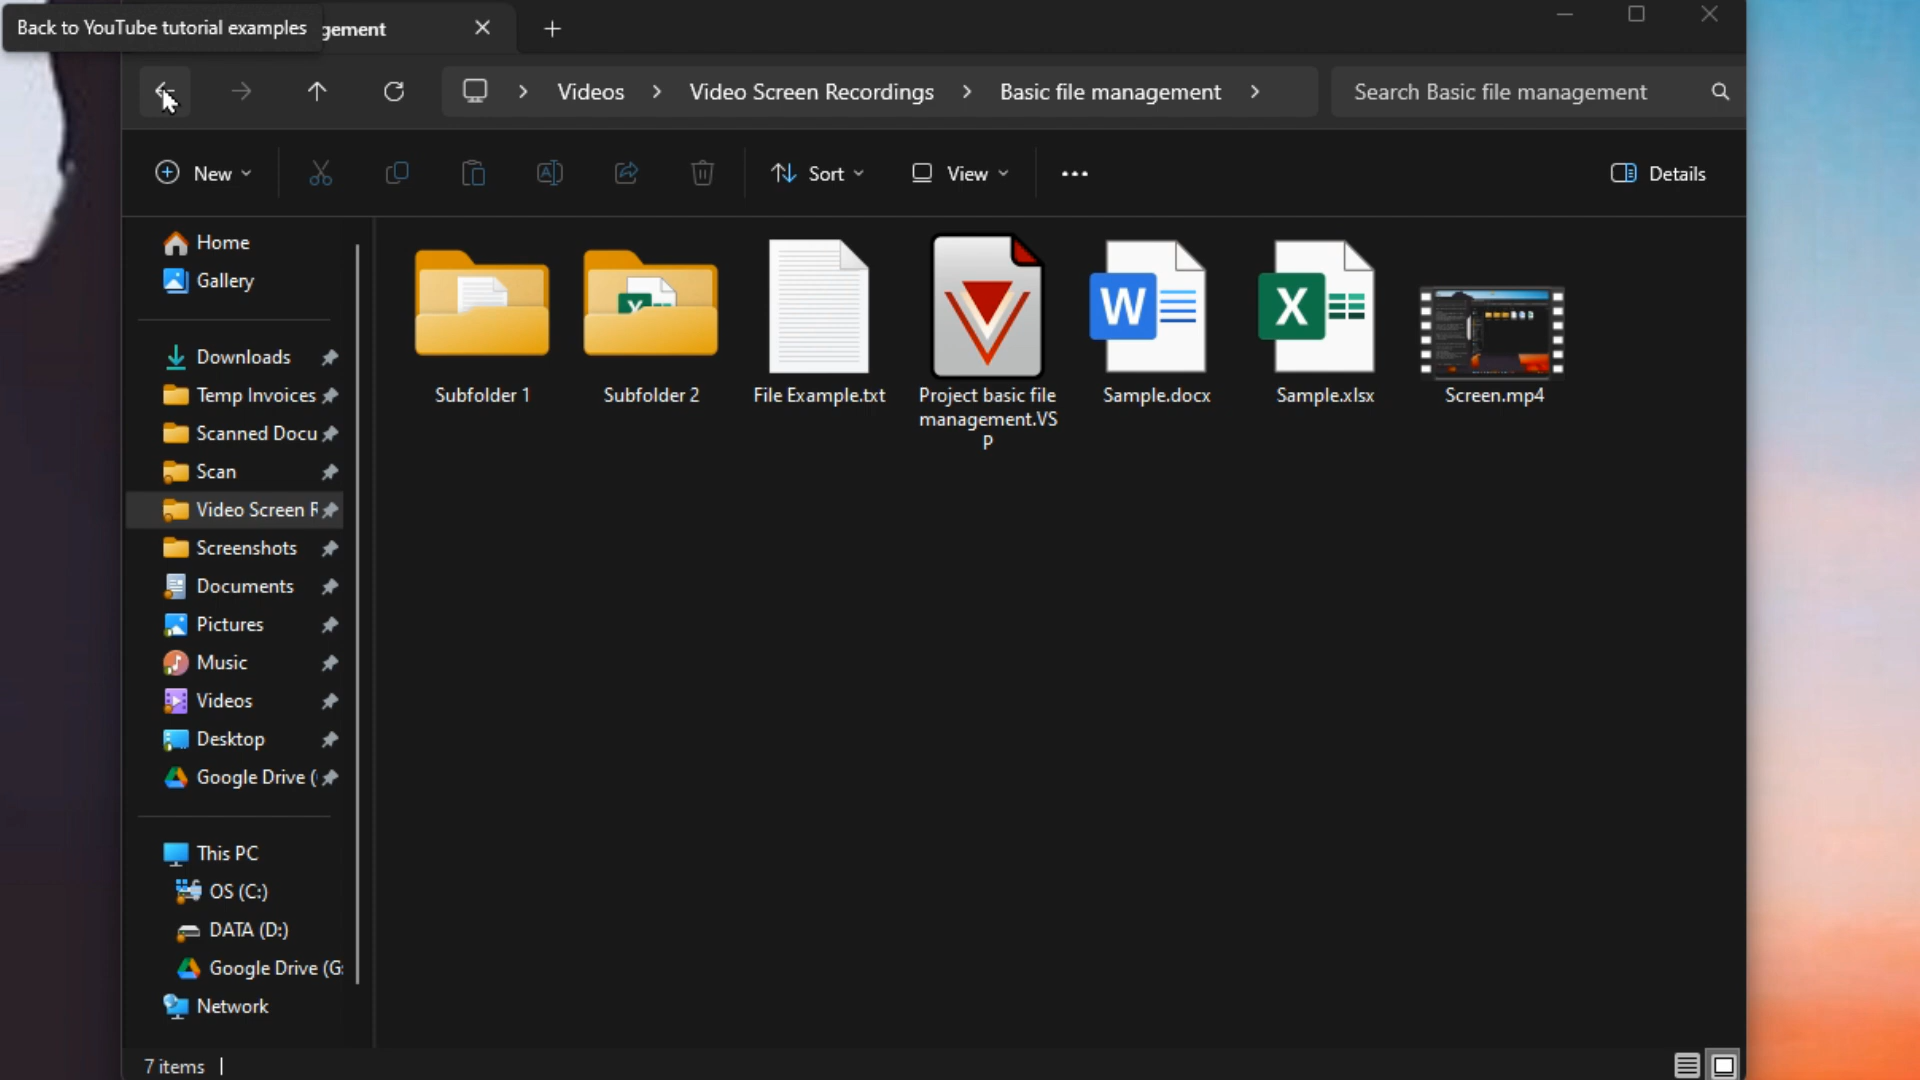 Back to YouTube tutorial examples
gement
Videos
Video Screen Recordings
Basic file management
Search Basic file management
New
Sort
View
Details
Home
Gallery
Downloads
Temp Invoices
Scanned Docu
Scan
Video Screen R
Screenshots
Documents
Pictures
Music
Videos
Desktop
Google Drive (
This PC
OS (C:)
DATA (D:)
Google Drive (G:
Network
Subfolder 1
Subfolder 2
File Example.txt
Project basic file
management.VS
P
Sample.docx
Sample.xlsx
Screen.mp4
W
X
7 items